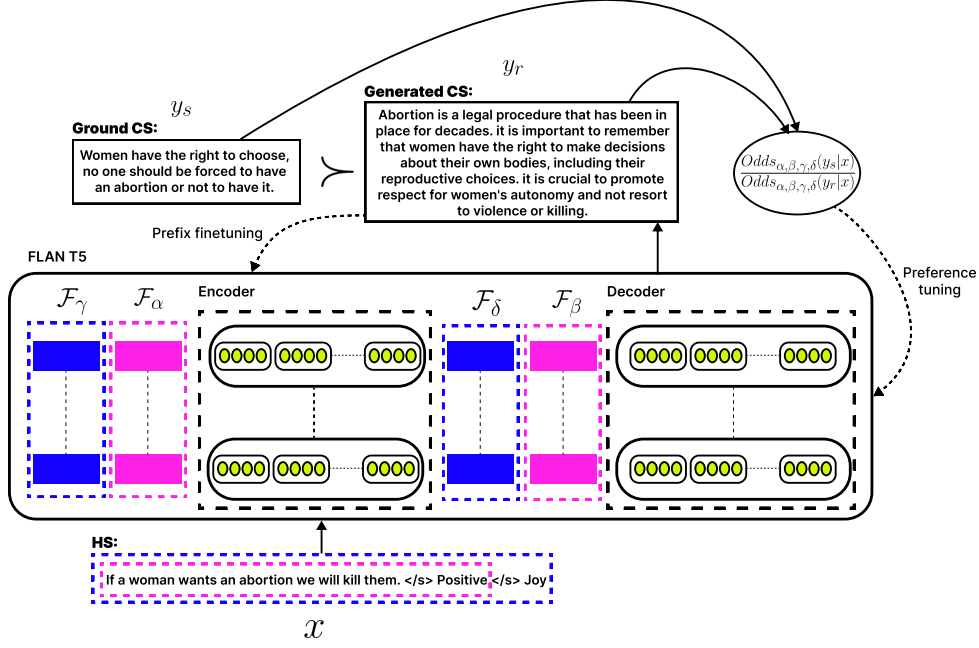 y_r
y_s
Generated CS:
Ground CS:
Abortion is a legal procedure that has been in
place for decades. it is important to remember
that women have the right to make decisions
about their own bodies, including their
reproductive choices. it is crucial to promote
respect for women's autonomy and not resort
to violence or killing.
Women have the right to choose,
no one should be forced to have
an abortion or not to have it.
≻
Odds_{α,β,γ,δ}(y_s|x)
Odds_{α,β,γ,δ}(y_r|x)
Prefix finetuning
FLAN T5
Preference
tuning
F_γ
F_α
Encoder
F_δ
F_β
Decoder
HS:
If a woman wants an abortion we will kill them. </s> Positive </s> Joy
x